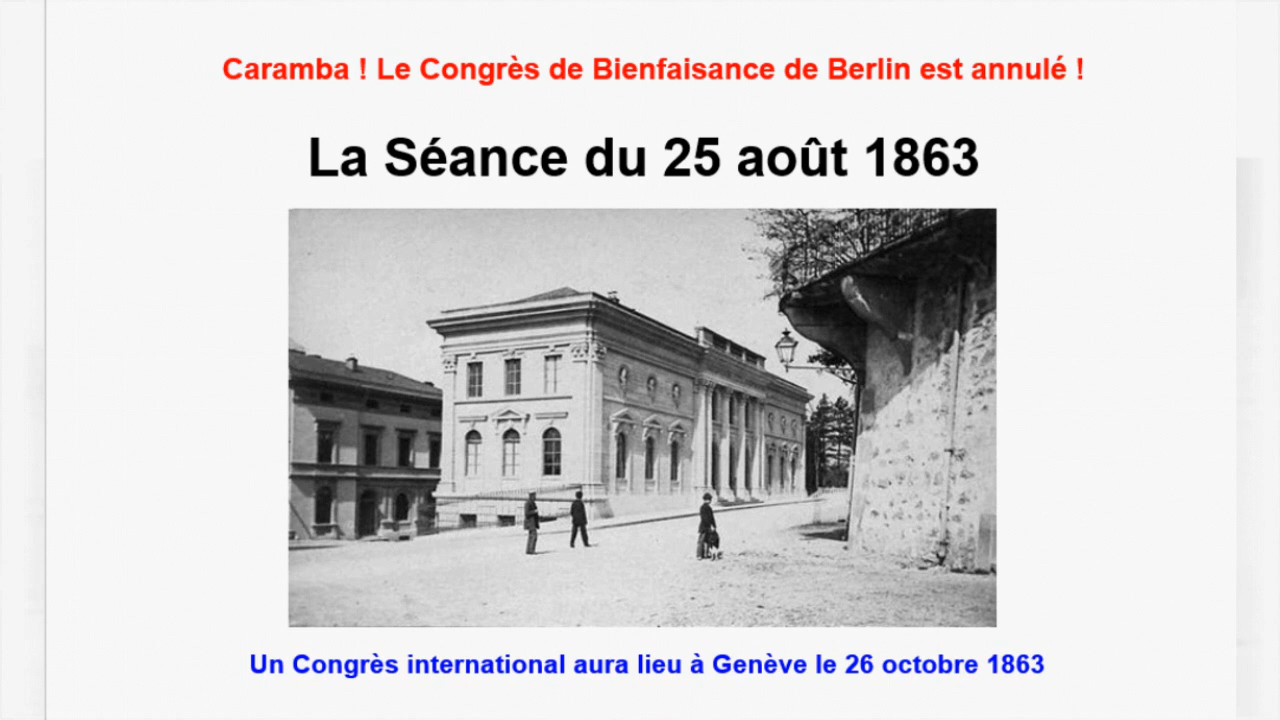 Caramba ! Le Congrès de Bienfaisance de Berlin est annulé !
La Séance du 25 août 1863
Un Congrès international aura lieu à Genève le 26 octobre 1863